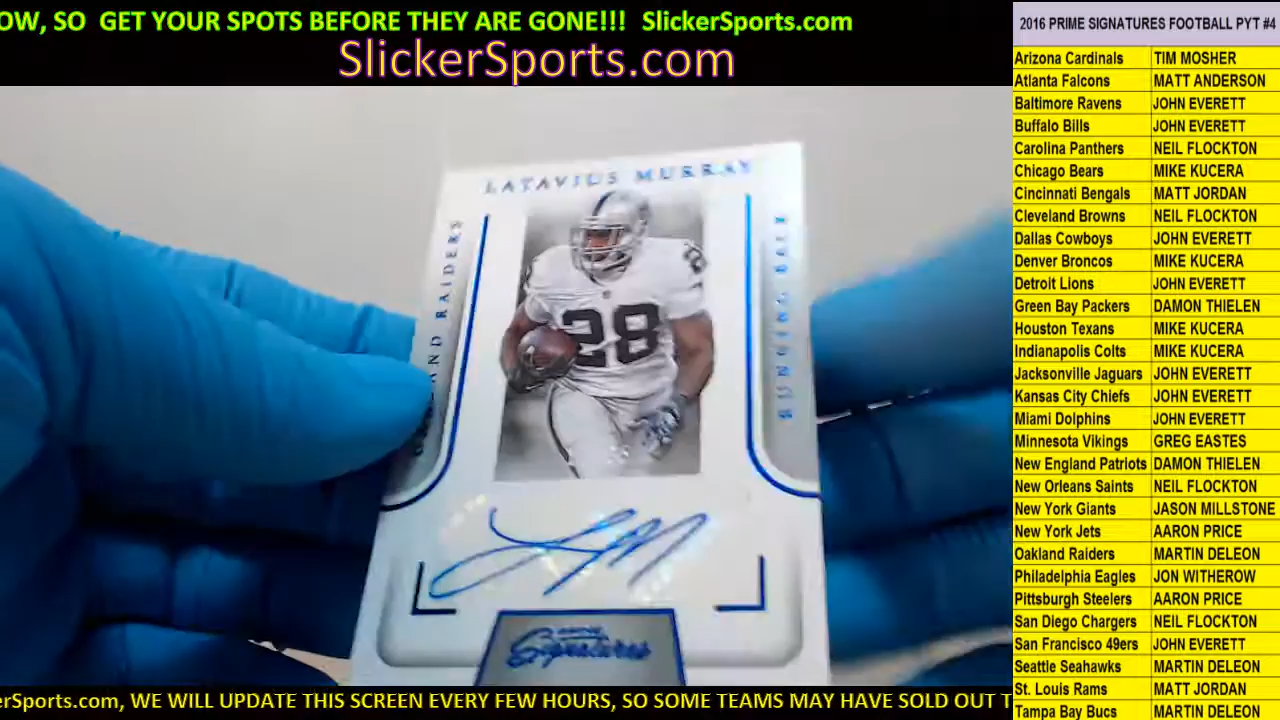 OW, SO GET YOUR SPOTS BEFORE THEY ARE GONE!!! SlickerSports.com
SlickerSports.com
LATAVIUS MURRAY
RAIDERS
RUNNING BACK
28
28
Signatures
erSports.com, WE WILL UPDATE THIS SCREEN EVERY FEW HOURS, SO SOME TEAMS MAY HAVE SOLD OUT T
2016 PRIME SIGNATURES FOOTBALL PYT #4
Arizona Cardinals TIM MOSHER
Atlanta Falcons MATT ANDERSON
Baltimore Ravens JOHN EVERETT
Buffalo Bills JOHN EVERETT
Carolina Panthers NEIL FLOCKTON
Chicago Bears MIKE KUCERA
Cincinnati Bengals MATT JORDAN
Cleveland Browns NEIL FLOCKTON
Dallas Cowboys JOHN EVERETT
Denver Broncos MIKE KUCERA
Detroit LIons JOHN EVERETT
Green Bay Packers DAMON THIELEN
Houston Texans MIKE KUCERA
Indianapolis Colts MIKE KUCERA
Jacksonville Jaguars JOHN EVERETT
Kansas City Chiefs JOHN EVERETT
Miami Dolphins JOHN EVERETT
Minnesota Vikings GREG EASTES
New England Patriots DAMON THIELEN
New Orleans Saints NEIL FLOCKTON
New York Giants JASON MILLSTONE
New York Jets AARON PRICE
Oakland Raiders MARTIN DELEON
Philadelphia Eagles JON WITHEROW
Pittsburgh Steelers AARON PRICE
San Diego Chargers NEIL FLOCKTON
San Francisco 49ers JOHN EVERETT
Seattle Seahawks MARTIN DELEON
St. Louis Rams MATT JORDAN
Tampa Bay Bucs MARTIN DELEON